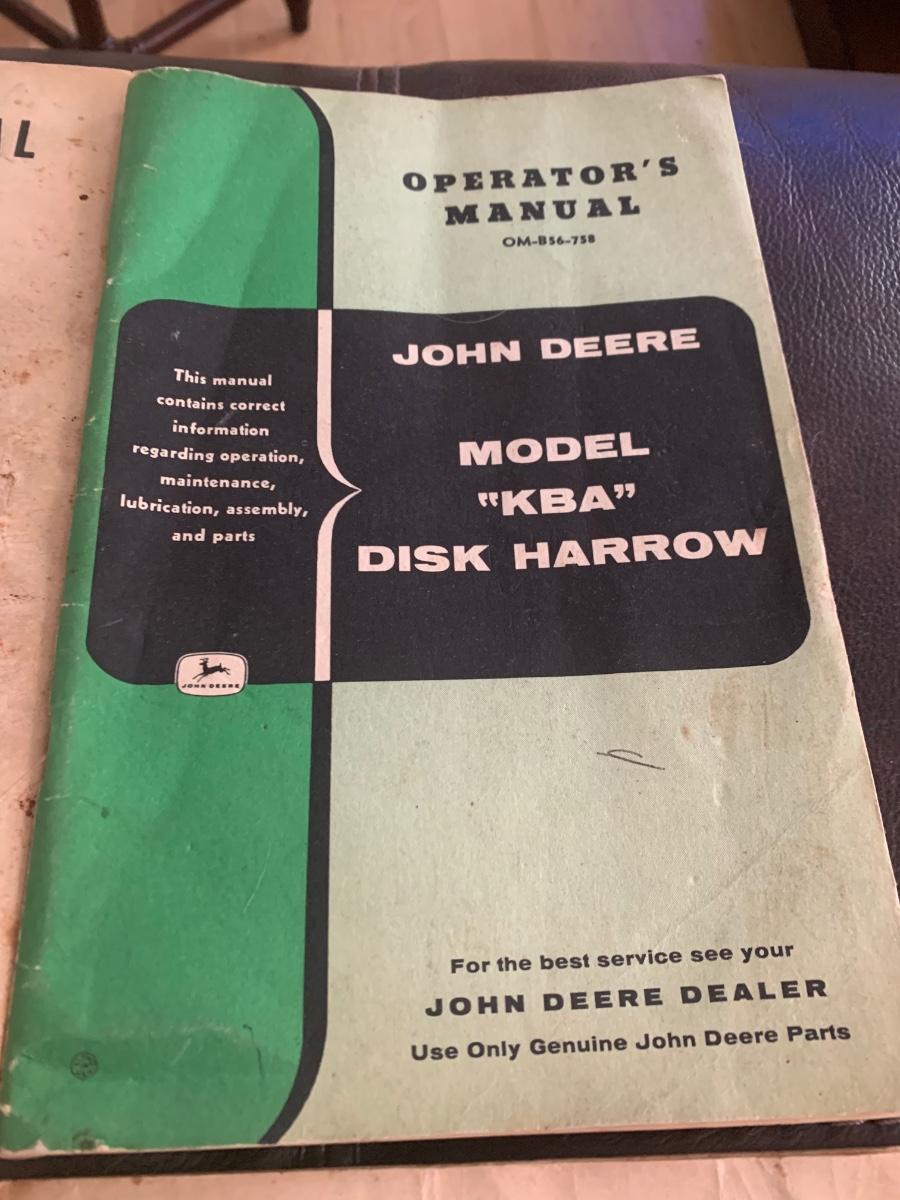 IL
OPERATOR'S
MANUAL
OM-B56-758
JOHN DEERE
MODEL
"KBA"
DISK HARROW
This manual
contains correct
information
regarding operation,
maintenance,
lubrication, assembly,
and parts
JOHN DEERE
For the best service see your
JOHN DEERE DEALER
Use Only Genuine John Deere Parts